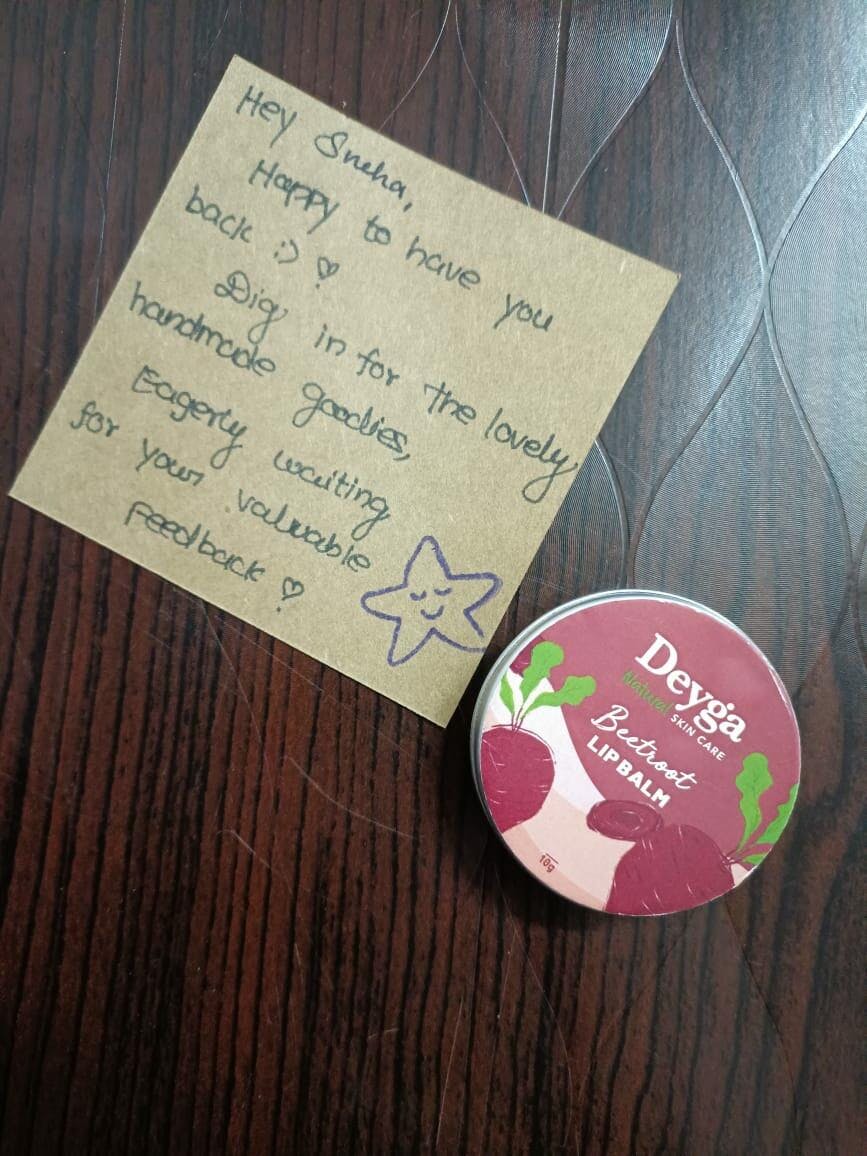 Hey Sneha,
Happy to have you
back :) ♡
Dig in for the lovely
handmade goodies,
Eagerly waiting
for your valuable
feedback ♡
Deyga
Natural SKIN CARE
Beetroot
LIP BALM
10g